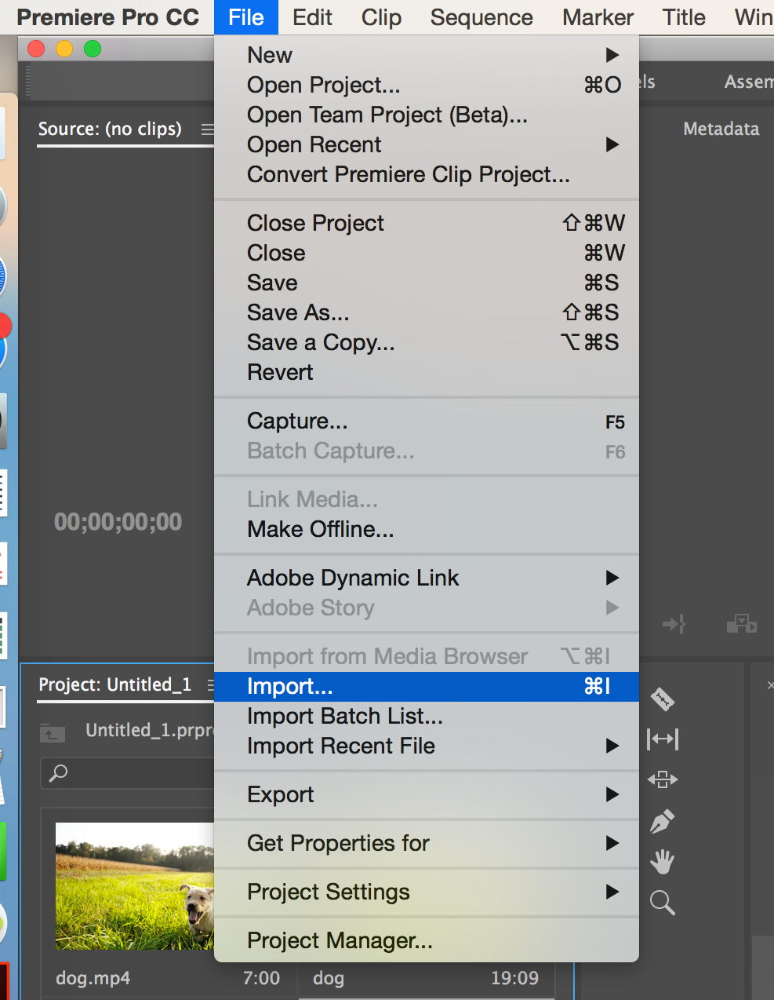 Premiere Pro CC File Edit Clip Sequence Marker Title Win
New ▶
Open Project... ⌘O
Open Team Project (Beta)...
Open Recent ▶
Convert Premiere Clip Project...
Close Project ⇧⌘W
Close ⌘W
Save ⌘S
Save As... ⇧⌘S
Save a Copy... ⌥⌘S
Revert
Capture... F5
Batch Capture... F6
Link Media...
Make Offline...
Adobe Dynamic Link ▶
Adobe Story ▶
Import from Media Browser ⌥⌘I
Import... ⌘I
Import Batch List...
Import Recent File ▶
Export ▶
Get Properties for ▶
Project Settings ▶
Project Manager...
ls Assem
Source: (no clips) Metadata
00;00;00;00
Project: Untitled_1
Untitled_1.prpr
dog.mp4 7:00 dog 19:09